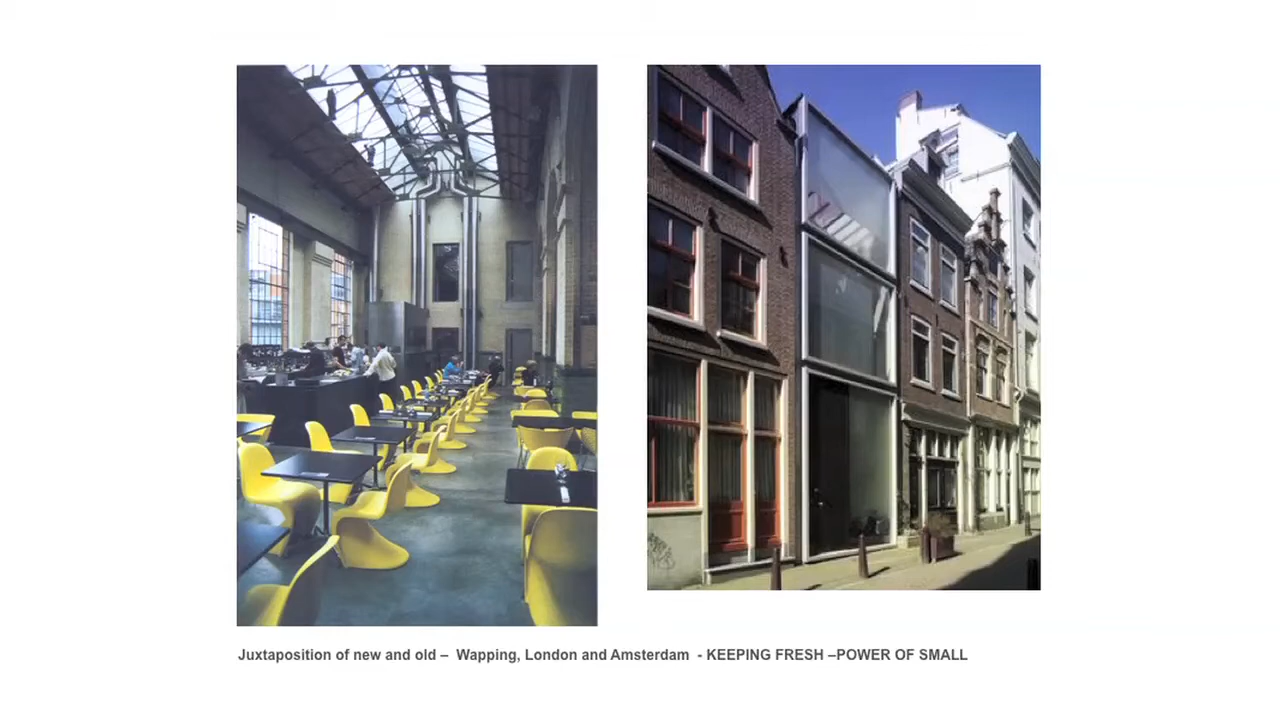 Juxtaposition of new and old –  Wapping, London and Amsterdam  - KEEPING FRESH –POWER OF SMALL